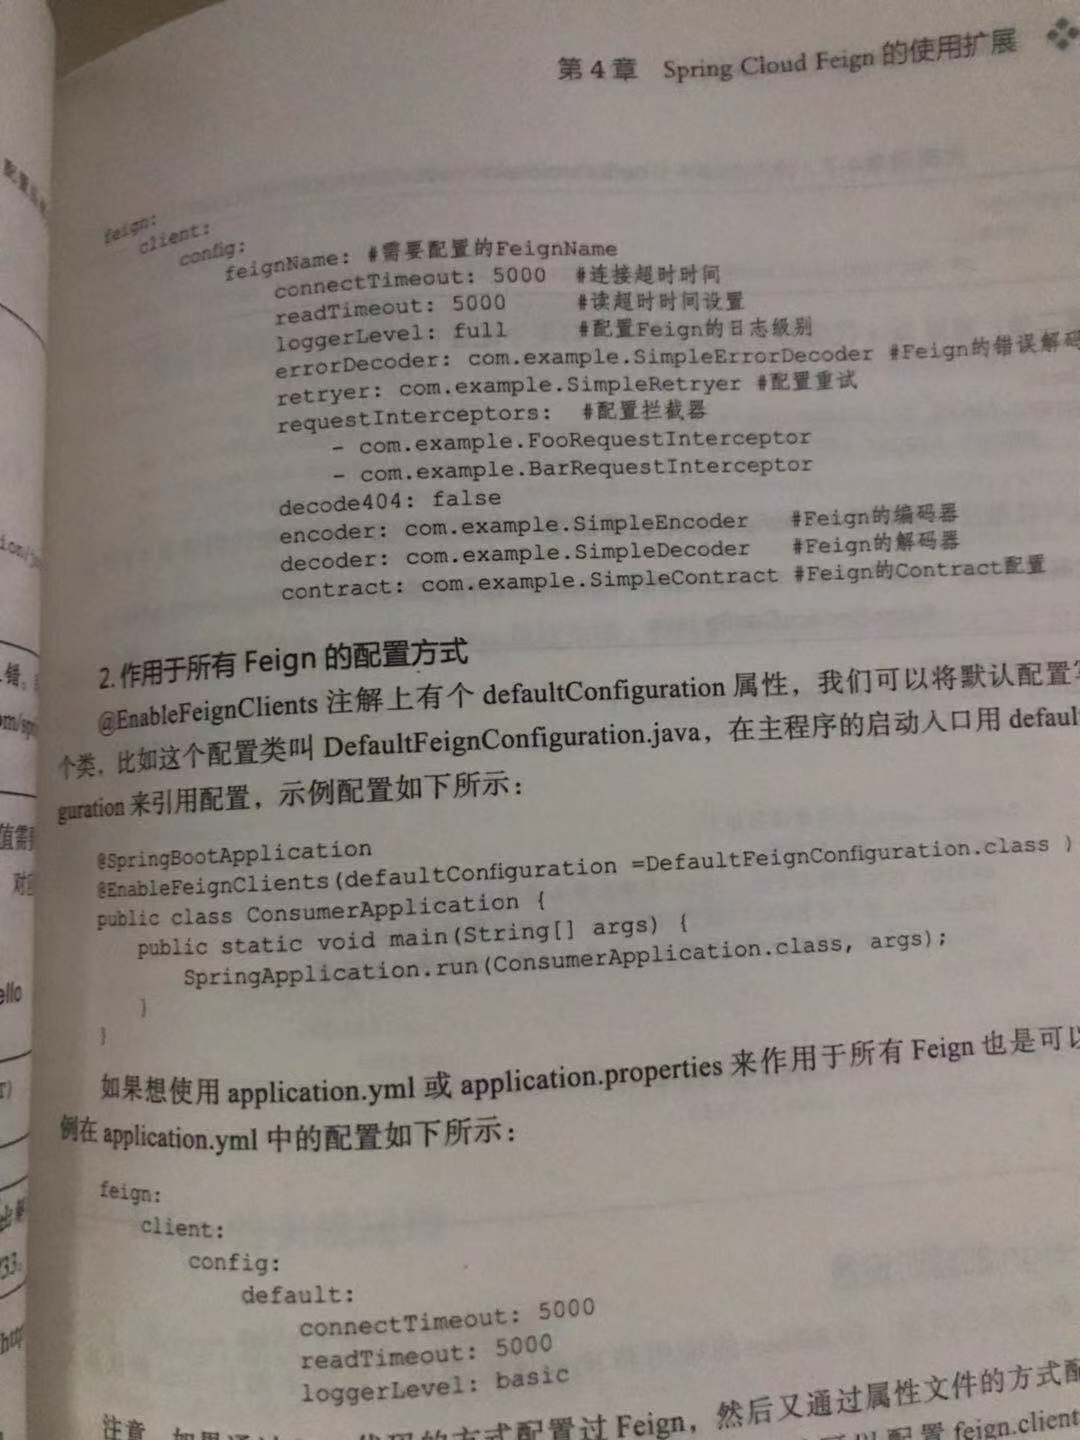 第4章 Spring Cloud Feign 的使用扩展
feign:
client:
config:
feignName: #需要配置的FeignName
connectTimeout: 5000 #连接超时时间
readTimeout: 5000 #读超时时间设置
loggerLevel: full #配置Feign的日志级别
errorDecoder: com.example.SimpleErrorDecoder #Feign的错误解码
retryer: com.example.SimpleRetryer #配置重试
requestInterceptors: #配置拦截器
- com.example.FooRequestInterceptor
- com.example.BarRequestInterceptor
decode404: false
encoder: com.example.SimpleEncoder #Feign的编码器
decoder: com.example.SimpleDecoder #Feign的解码器
contract: com.example.SimpleContract #Feign的Contract配置
2.作用于所有 Feign 的配置方式
@EnableFeignClients 注解上有个 defaultConfiguration 属性，我们可以将默认配置
个类，比如这个配置类叫 DefaultFeignConfiguration.java，在主程序的启动入口用 default
guration 来引用配置，示例配置如下所示：
@SpringBootApplication
@EnableFeignClients(defaultConfiguration =DefaultFeignConfiguration.class )
public class ConsumerApplication {
public static void main(String[] args) {
SpringApplication.run(ConsumerApplication.class, args);
}
}
如果想使用 application.yml 或 application.properties 来作用于所有 Feign 也是可以
例在 application.yml 中的配置如下所示：
feign:
client:
config:
default:
connectTimeout: 5000
readTimeout: 5000
loggerLevel: basic
注意 如果通过 代码的方式配置过 Feign，然后又通过属性文件的方式配
可以配置 feign.client